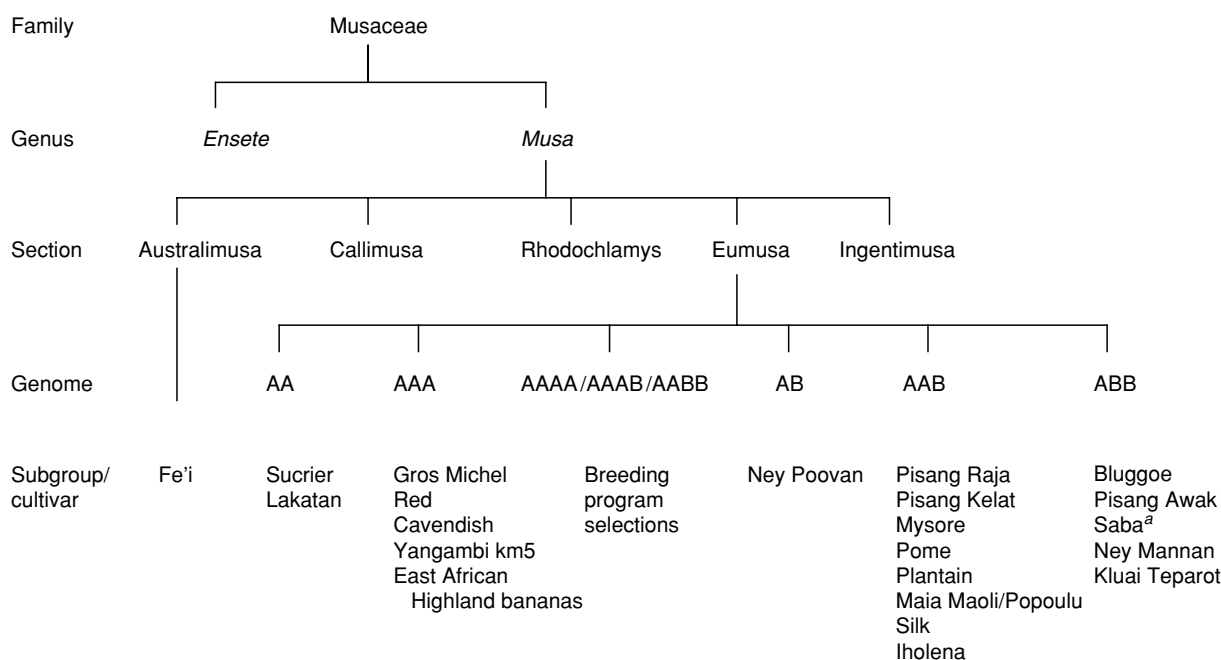 Family Musaceae
Genus Ensete Musa
Section Australimusa Callimusa Rhodochlamys Eumusa Ingentimusa
Genome AA AAA AAAA/AAAB/AABB AB AAB ABB
Subgroup/ Fe'i Sucrier Gros Michel Breeding Ney Poovan Pisang Raja Bluggoe
cultivar Lakatan Red program Pisang Kelat Pisang Awak
Cavendish selections Mysore Saba^a
Yangambi km5 Pome Ney Mannan
East African Plantain Kluai Teparot
Highland bananas Maia Maoli/Popoulu
Silk
Iholena